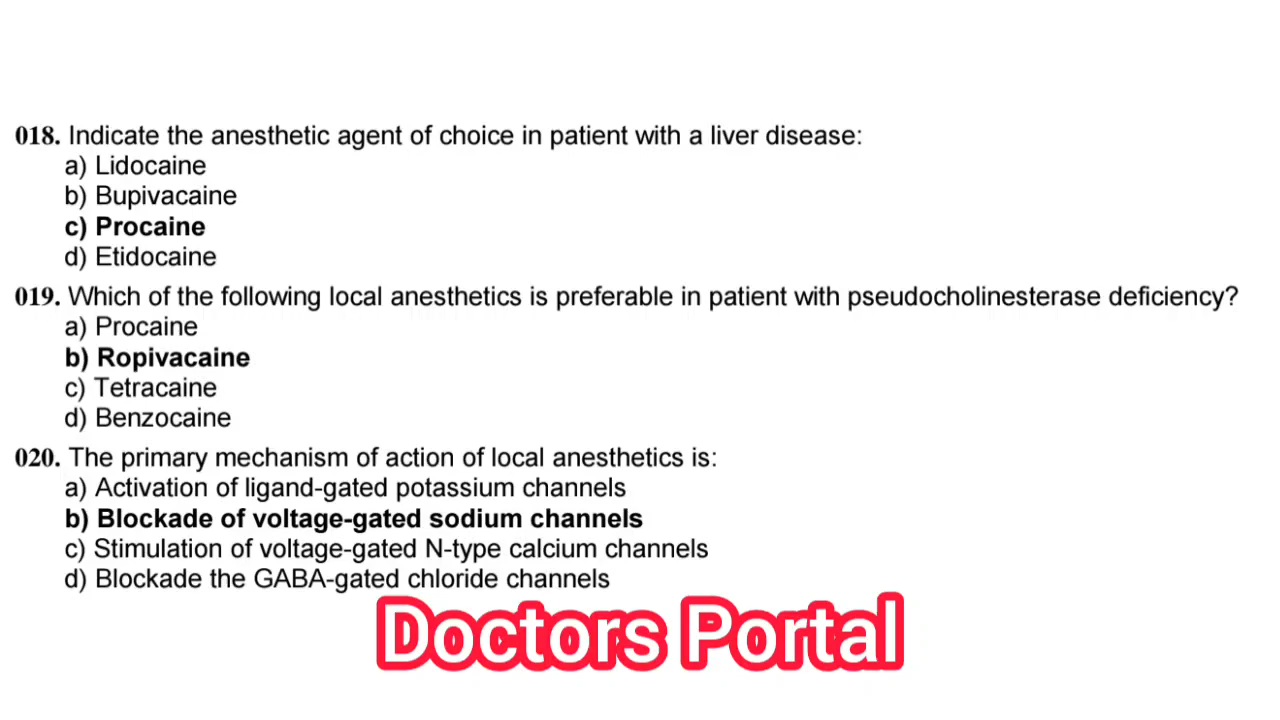 018. Indicate the anesthetic agent of choice in patient with a liver disease:
a) Lidocaine
b) Bupivacaine
c) Procaine
d) Etidocaine
019. Which of the following local anesthetics is preferable in patient with pseudocholinesterase deficiency?
a) Procaine
b) Ropivacaine
c) Tetracaine
d) Benzocaine
020. The primary mechanism of action of local anesthetics is:
a) Activation of ligand-gated potassium channels
b) Blockade of voltage-gated sodium channels
c) Stimulation of voltage-gated N-type calcium channels
d) Blockade the GABA-gated chloride channels
Doctors Portal